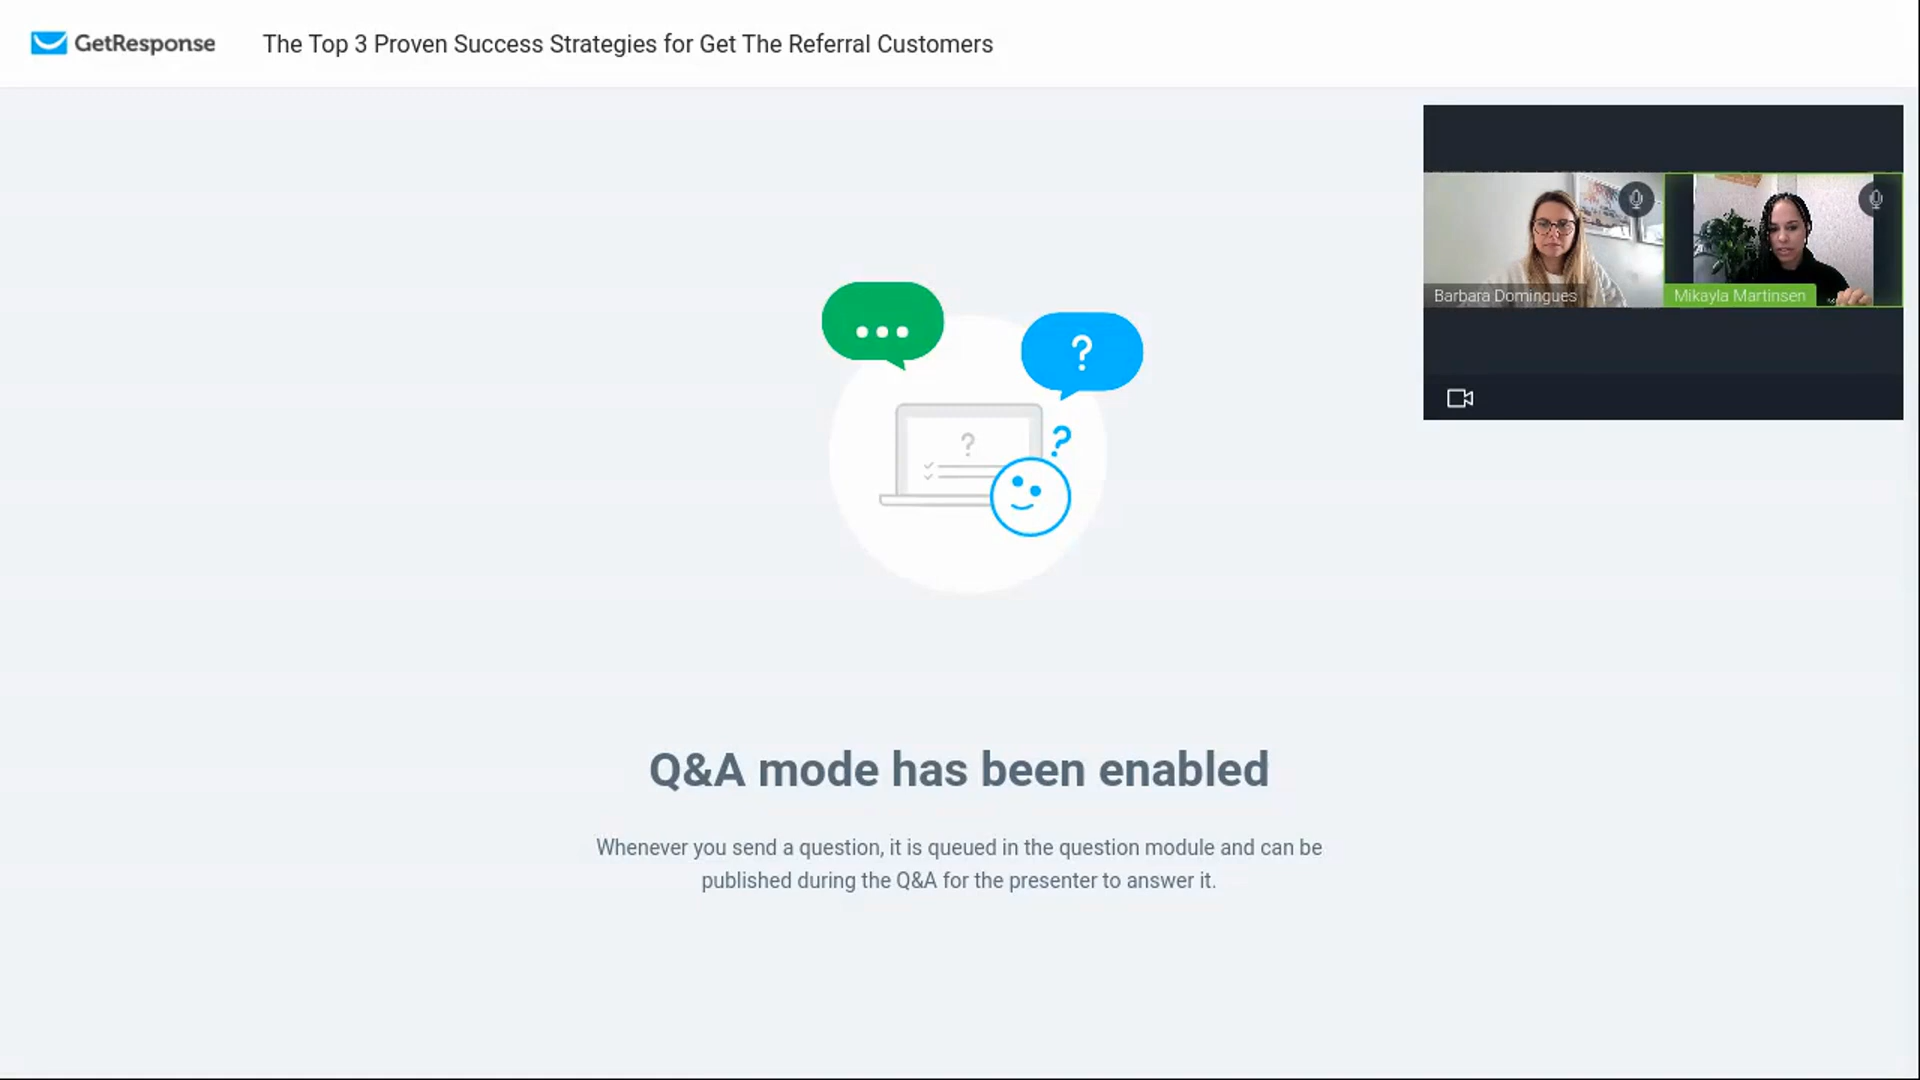 GetResponse
The Top 3 Proven Success Strategies for Get The Referral Customers
Barbara Domingues
Mikayla Martinsen
?
?
?
Q&A mode has been enabled
Whenever you send a question, it is queued in the question module and can be
published during the Q&A for the presenter to answer it.